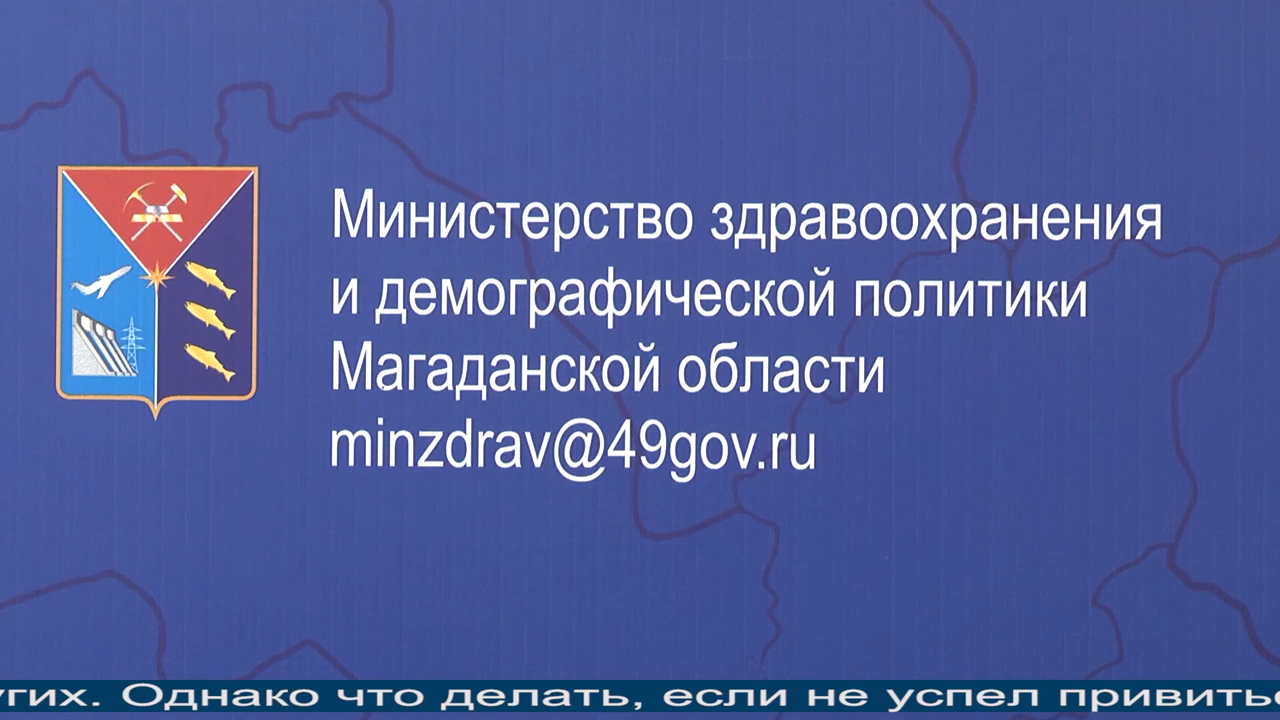 Министерство здравоохранения
и демографической политики
Магаданской области
minzdrav@49gov.ru
Однако что делать, если не успел